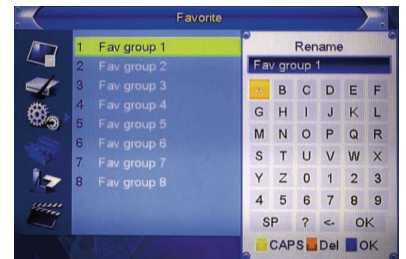 Favorite
1 Fav group 1
2 Fav group 2
3 Fav group 3
4 Fav group 4
5 Fav group 5
6 Fav group 6
7 Fav group 7
8 Fav group 8
Rename
Fav group 1
A B C D E F
G H I J K L
M N O P Q R
S T U V W X
Y Z 0 1 2 3
4 5 6 7 8 9
SP ? <- OK
CAPS Del OK